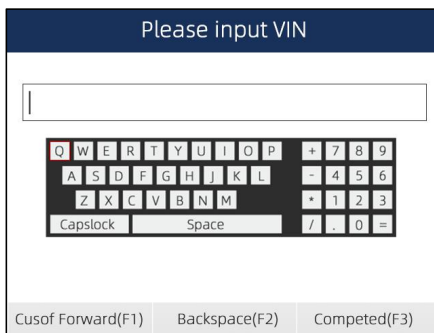 Please input VIN
Q W E R T Y U I O P + 7 8 9
A S D F G H J K L - 4 5 6
Z X C V B N M * 1 2 3
Capslock Space / . 0 =
Cusof Forward(F1) Backspace(F2) Competed(F3)